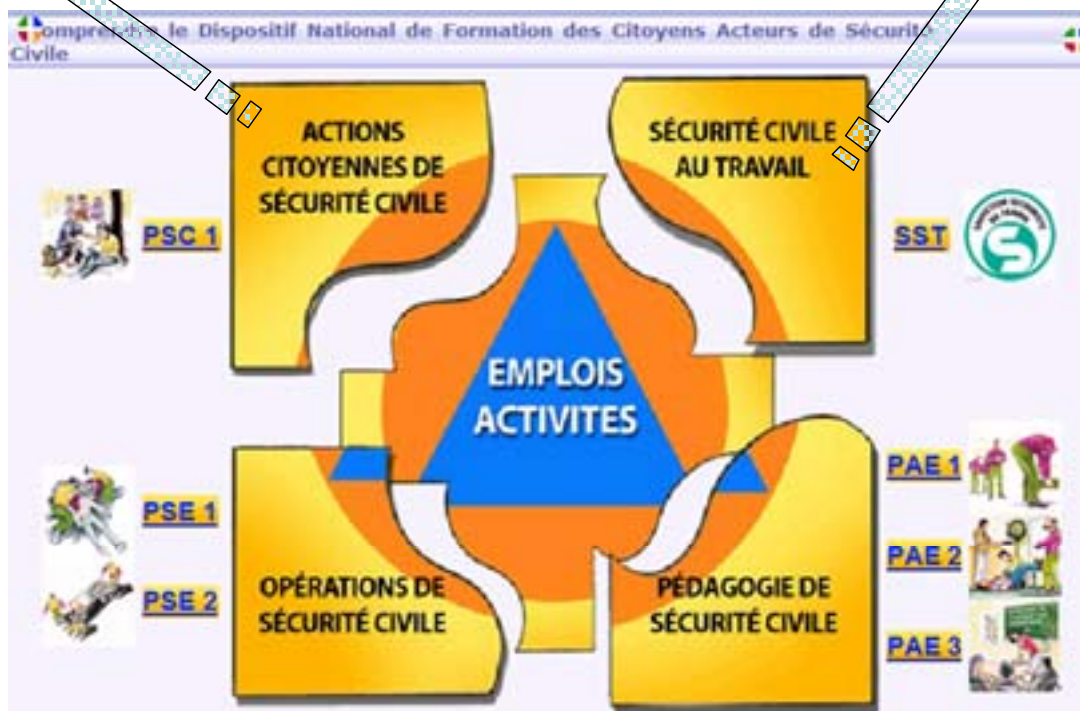 Comprendre le Dispositif National de Formation des Citoyens Acteurs de Sécurité
Civile
ACTIONS
CITOYENNES DE
SÉCURITÉ CIVILE
SÉCURITÉ CIVILE
AU TRAVAIL
PSC 1
SST
EMPLOIS
ACTIVITES
PSE 1
PSE 2
OPÉRATIONS DE
SÉCURITÉ CIVILE
PÉDAGOGIE DE
SÉCURITÉ CIVILE
PAE 1
PAE 2
PAE 3